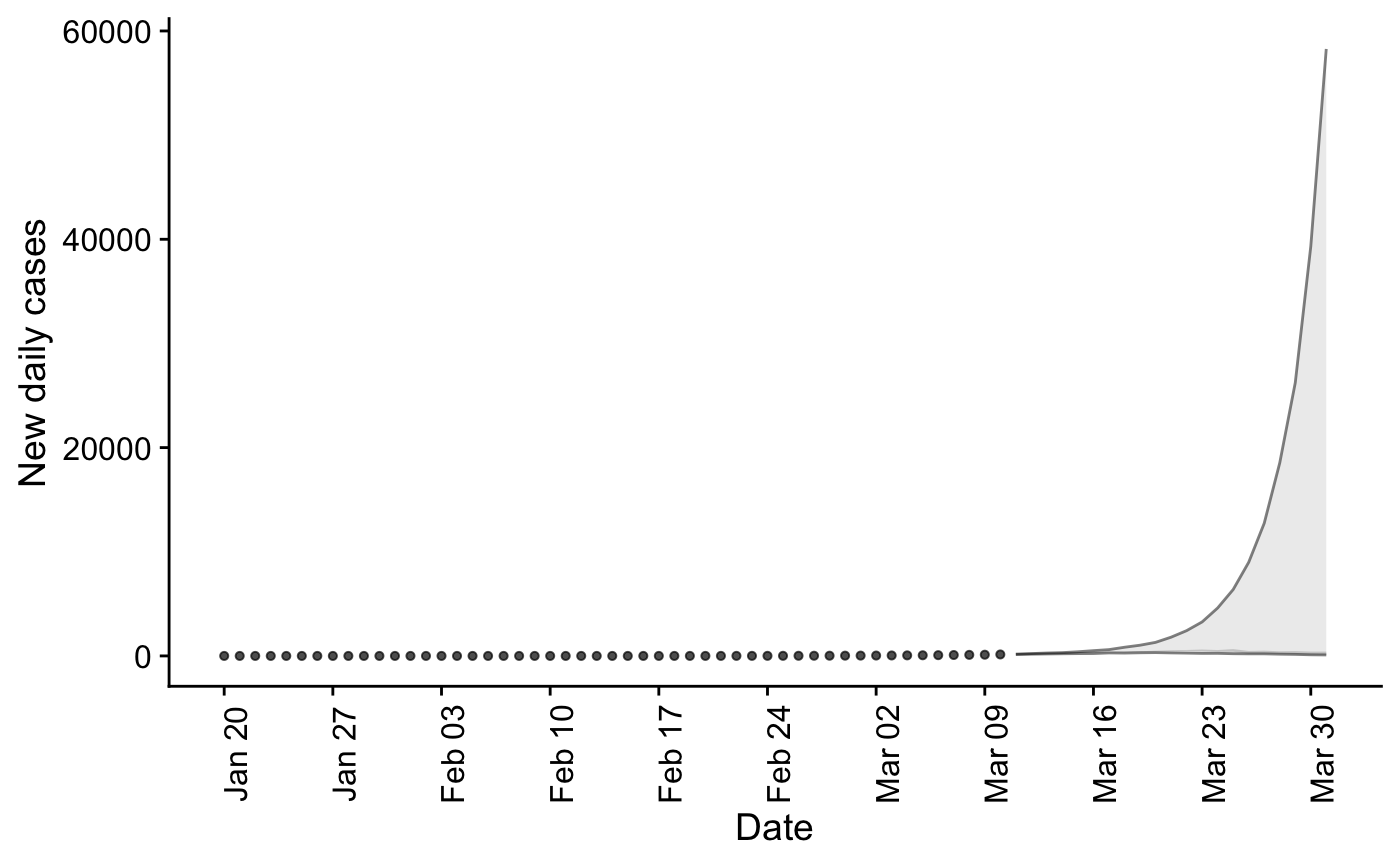 60000
40000
20000
0
New daily cases
Jan 20
Jan 27
Feb 03
Feb 10
Feb 17
Feb 24
Mar 02
Mar 09
Mar 16
Mar 23
Mar 30
Date